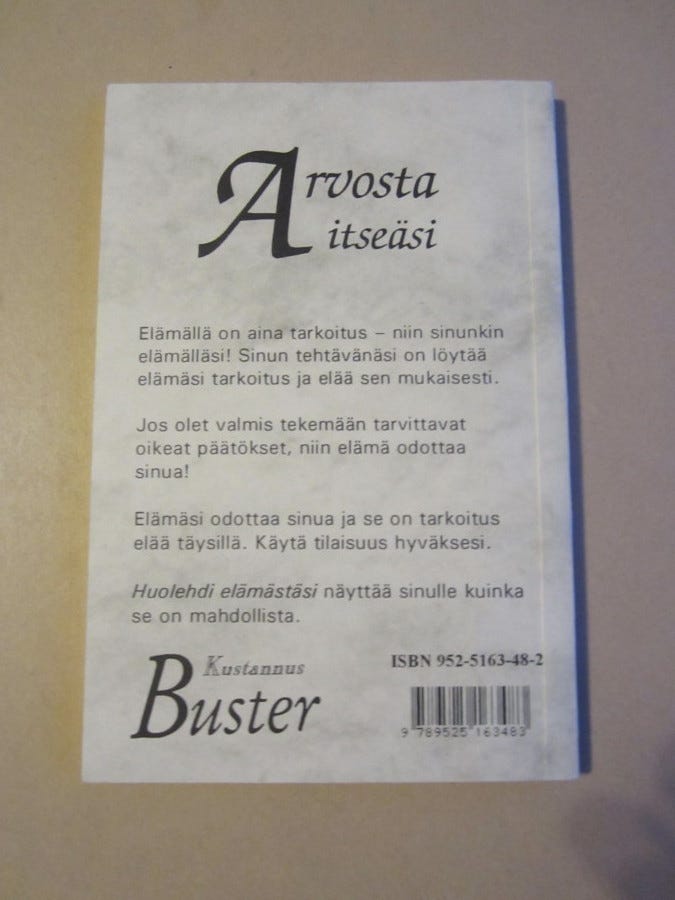 Arvosta
itseäsi
Elämällä on aina tarkoitus – niin sinunkin
elämälläsi! Sinun tehtävänäsi on löytää
elämäsi tarkoitus ja elää sen mukaisesti.
Jos olet valmis tekemään tarvittavat
oikeat päätökset, niin elämä odottaa
sinua!
Elämäsi odottaa sinua ja se on tarkoitus
elää täysillä. Käytä tilaisuus hyväksesi.
Huolehdi elämästäsi näyttää sinulle kuinka
se on mahdollista.
Kustannus
Buster
ISBN 952-5163-48-2
9 789525 163483